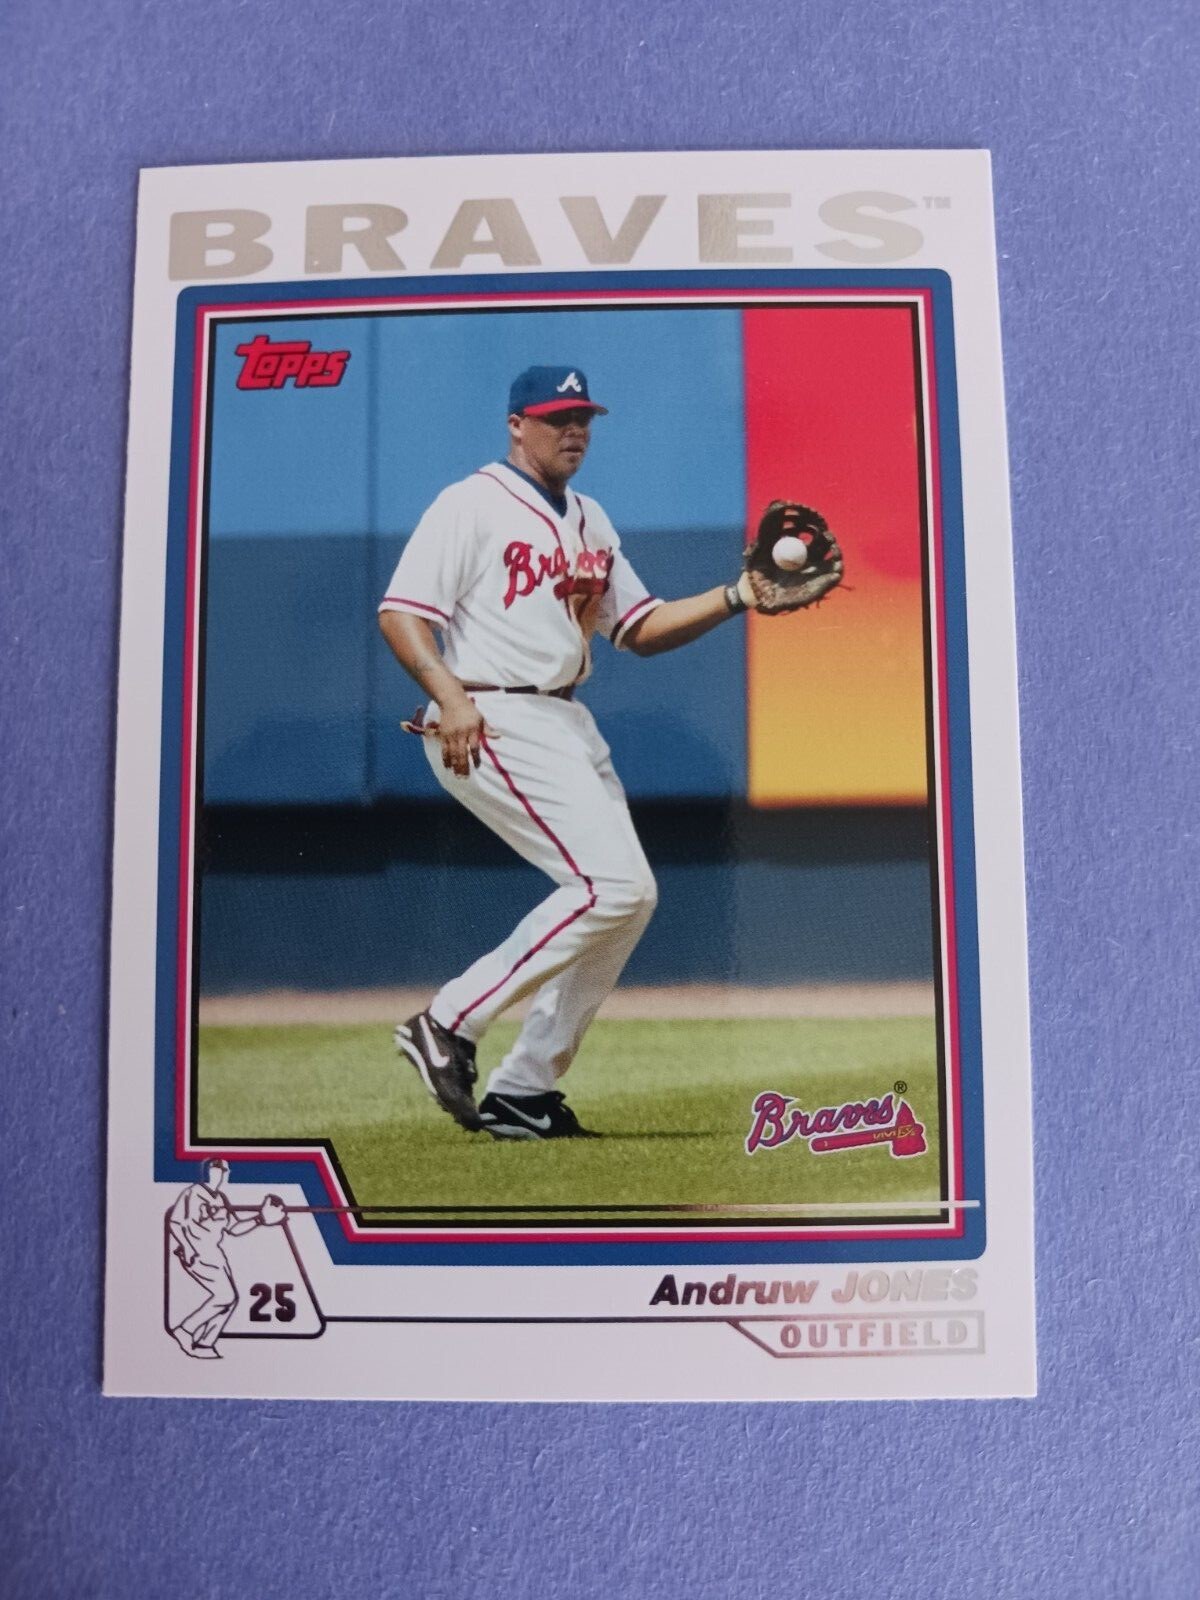 BRAVES™
Topps
Braves
Braves®
25
Andruw JONES
OUTFIELD